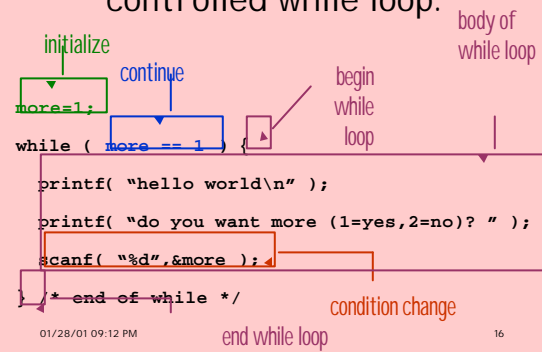 controlled while loop.
body of
while loop
initialize
continue
begin
while
loop
more=1;
while ( more == 1 ) {
printf( “hello world\n” );
printf( “do you want more (1=yes,2=no)? ” );
scanf( “%d”,&more );
} /* end of while */
condition change
01/28/01 09:12 PM
end while loop
16